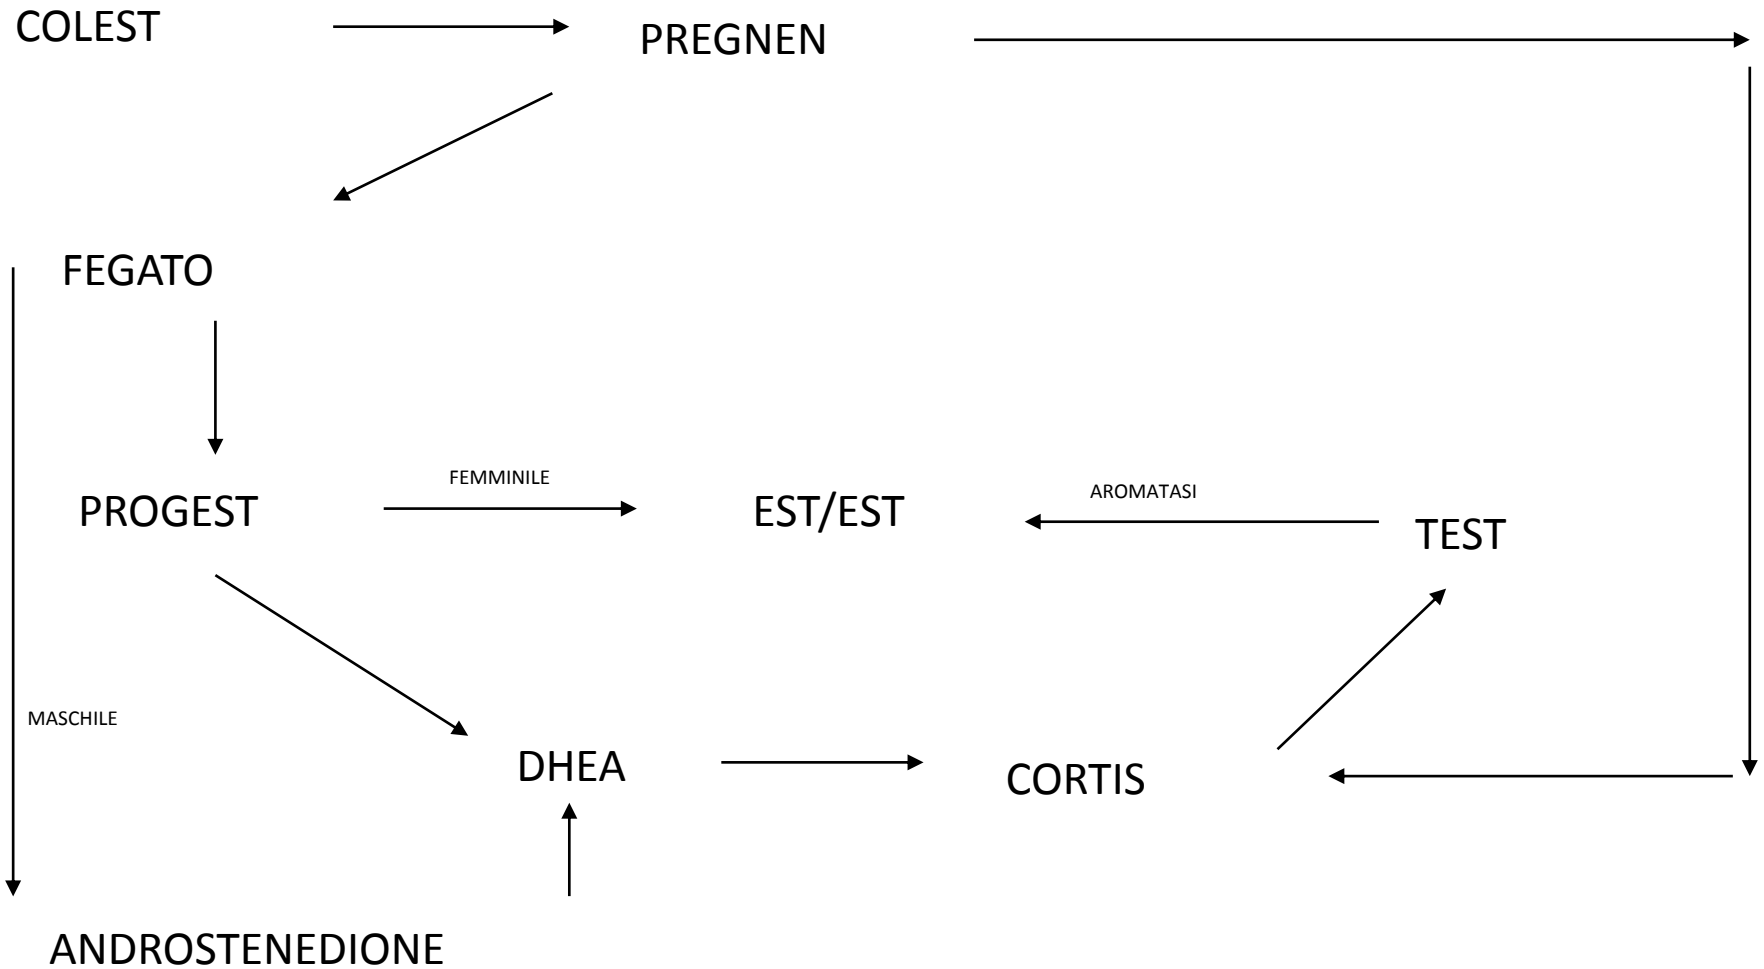 COLEST
PREGNEN
FEGATO
PROGEST
FEMMINILE
EST/EST
AROMATASI
TEST
MASCHILE
DHEA
CORTIS
ANDROSTENEDIONE